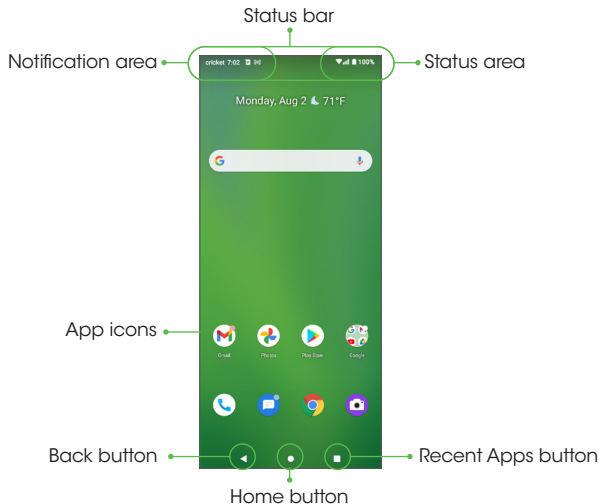 Status bar
Notification area
Status area
cricket 7:02
100%
Monday, Aug 2 71°F
G
App icons
Gmail
Photos
Play Store
Google
Back button
Recent Apps button
Home button